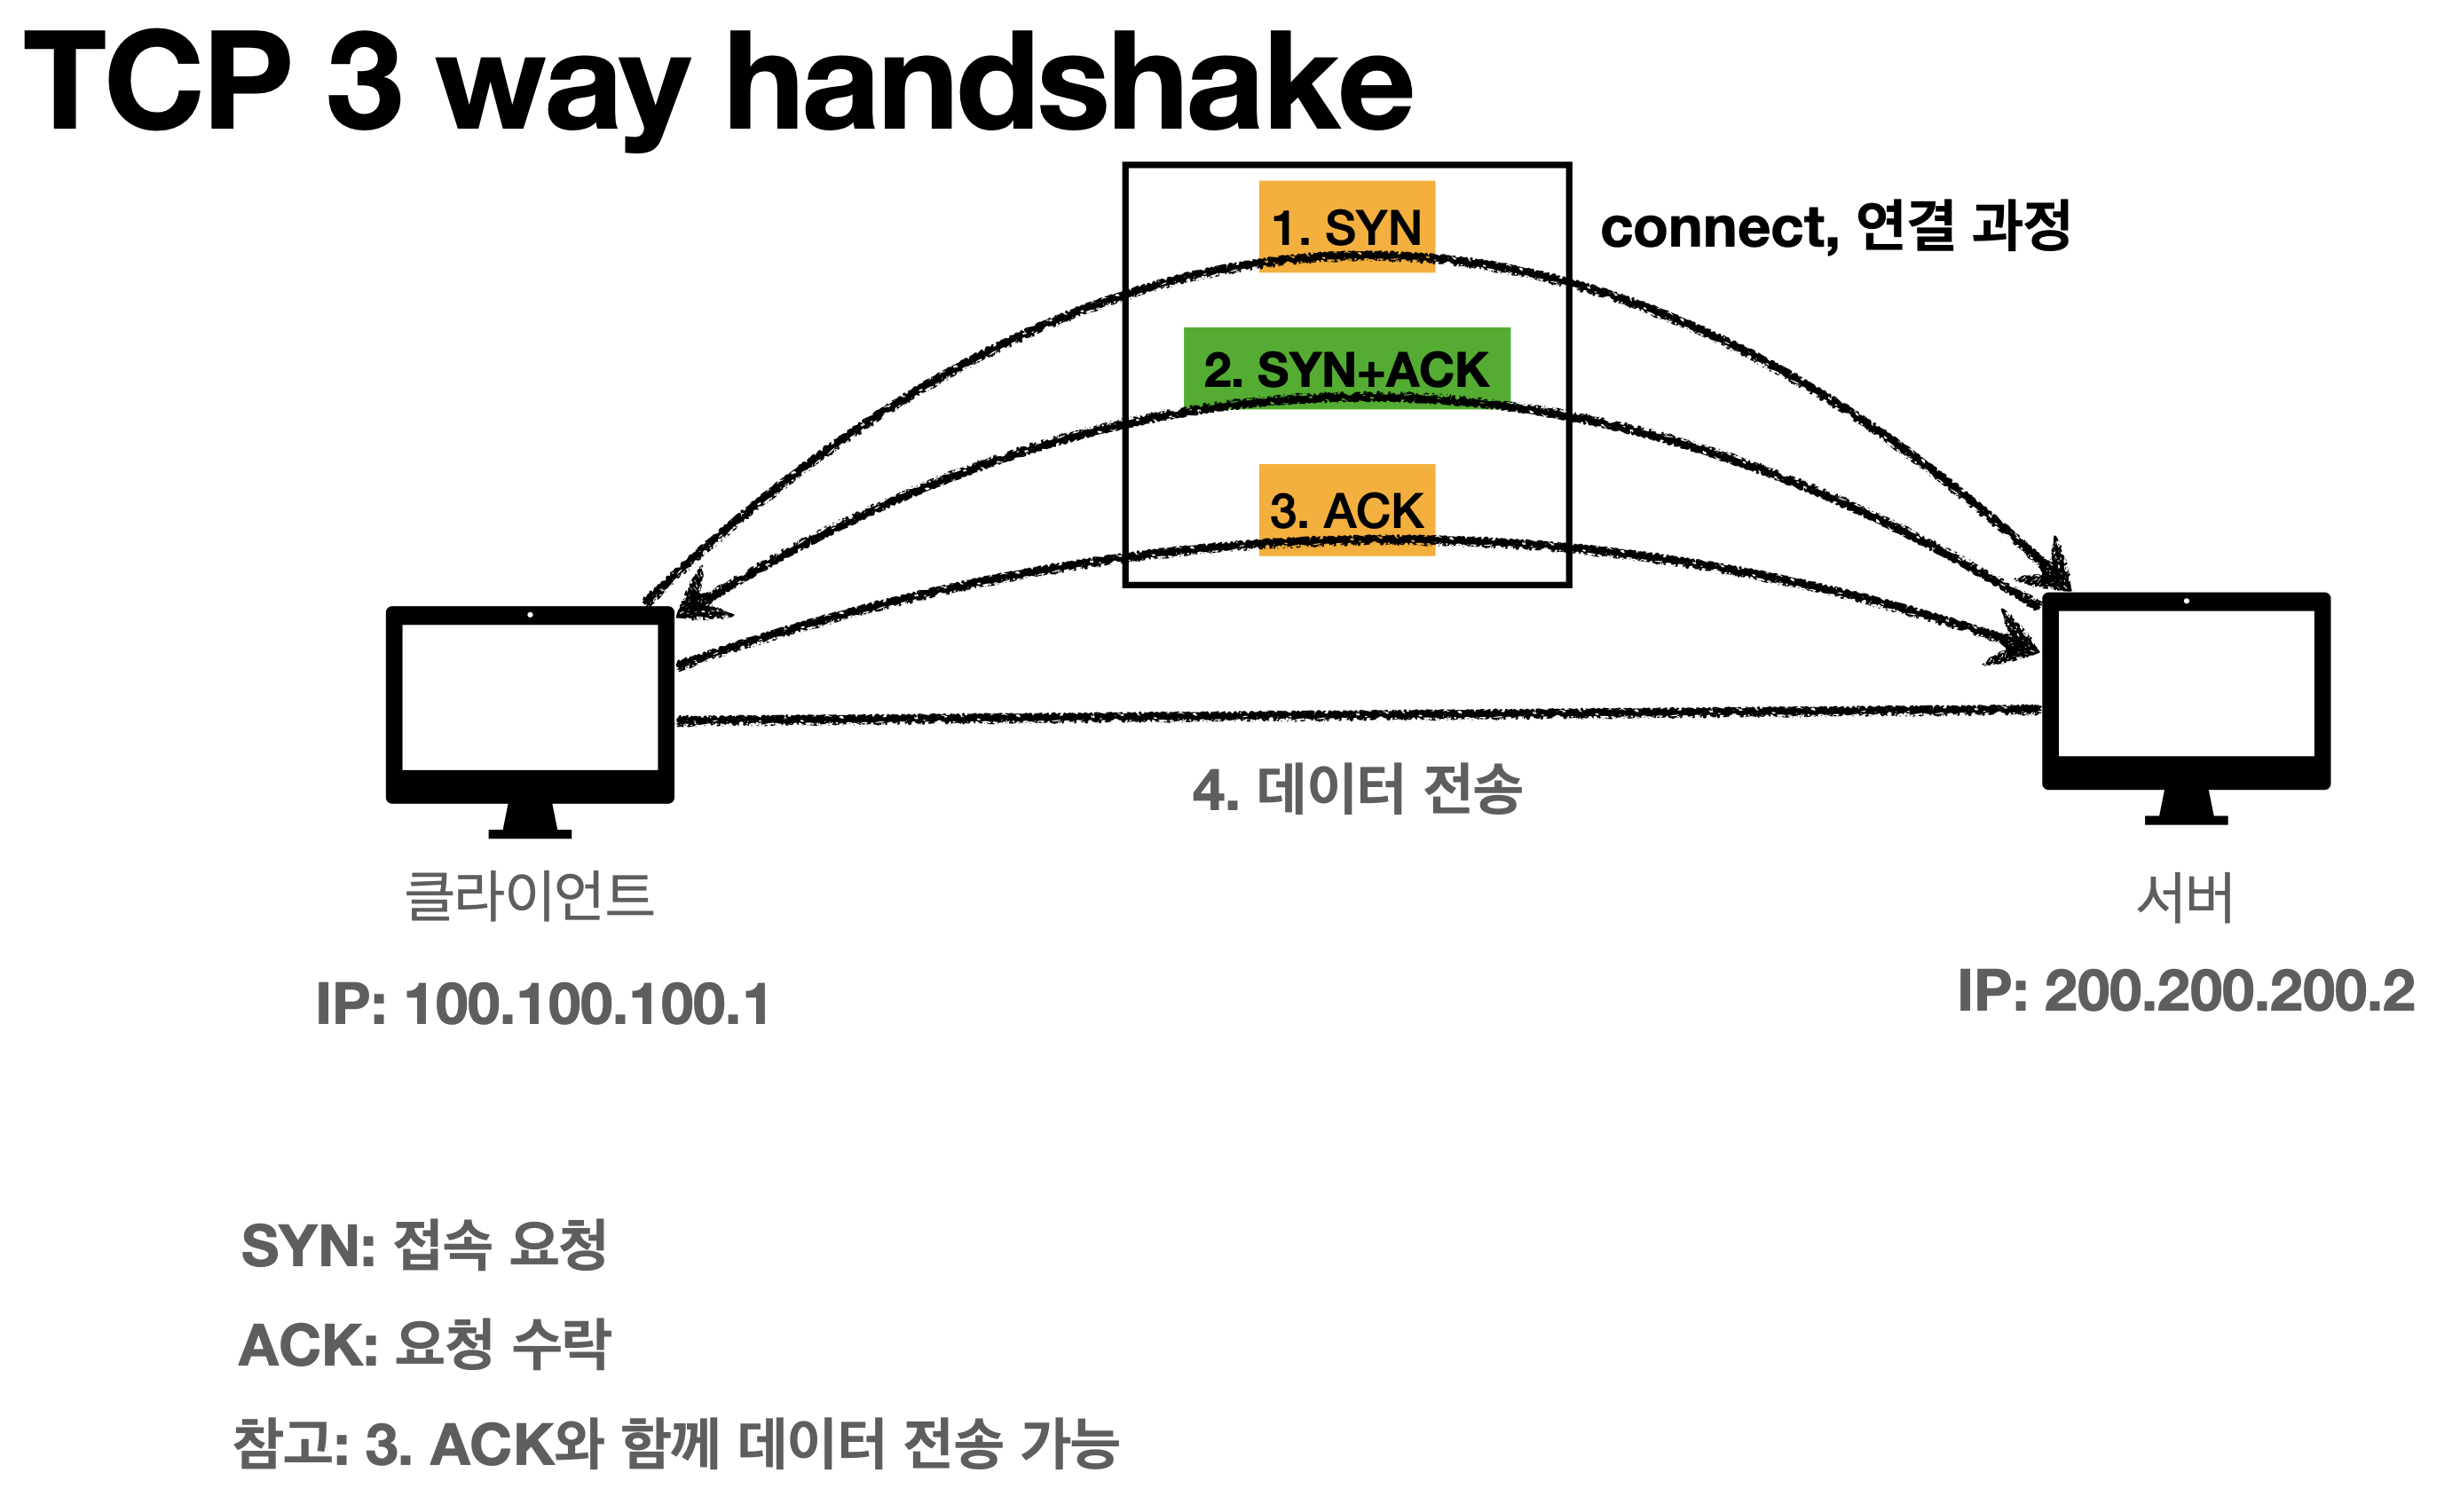 TCP 3 way handshake
1. SYN
connect, 연결 과정
2. SYN+ACK
3. ACK
4. 데이터 전송
클라이언트
서버
IP: 100.100.100.1
IP: 200.200.200.2
SYN: 접속 요청
ACK: 요청 수락
참고: 3. ACK와 함께 데이터 전송 가능